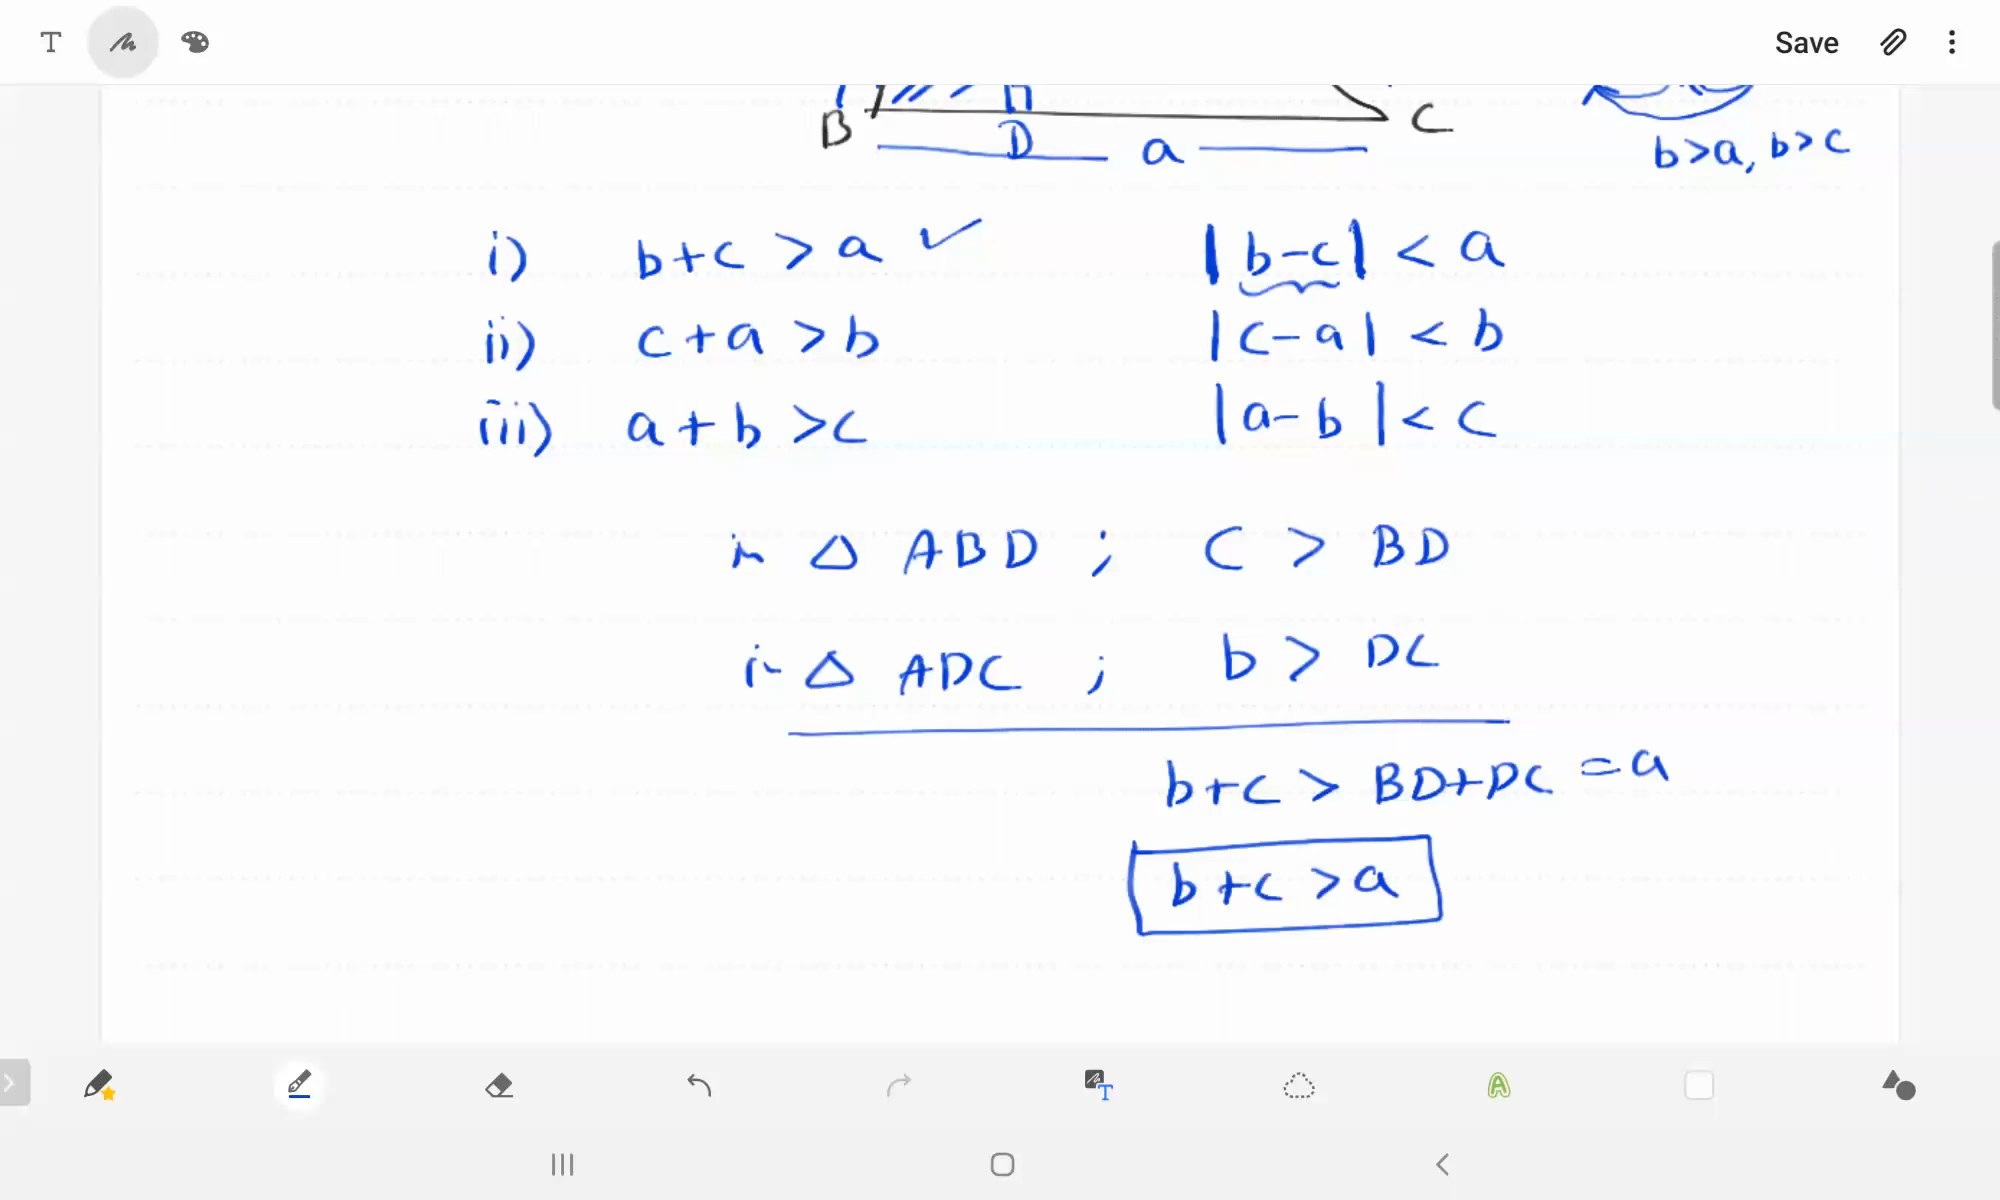 T Save
B D a C b>a, b>c
i) b+c > a ✓ |b-c| < a
ii) c+a > b |c-a| < b
iii) a+b > c |a-b| < c
in △ ABD ; c > BD
in △ ADC ; b > DC
b+c > BD+DC = a
b+c > a
T
A